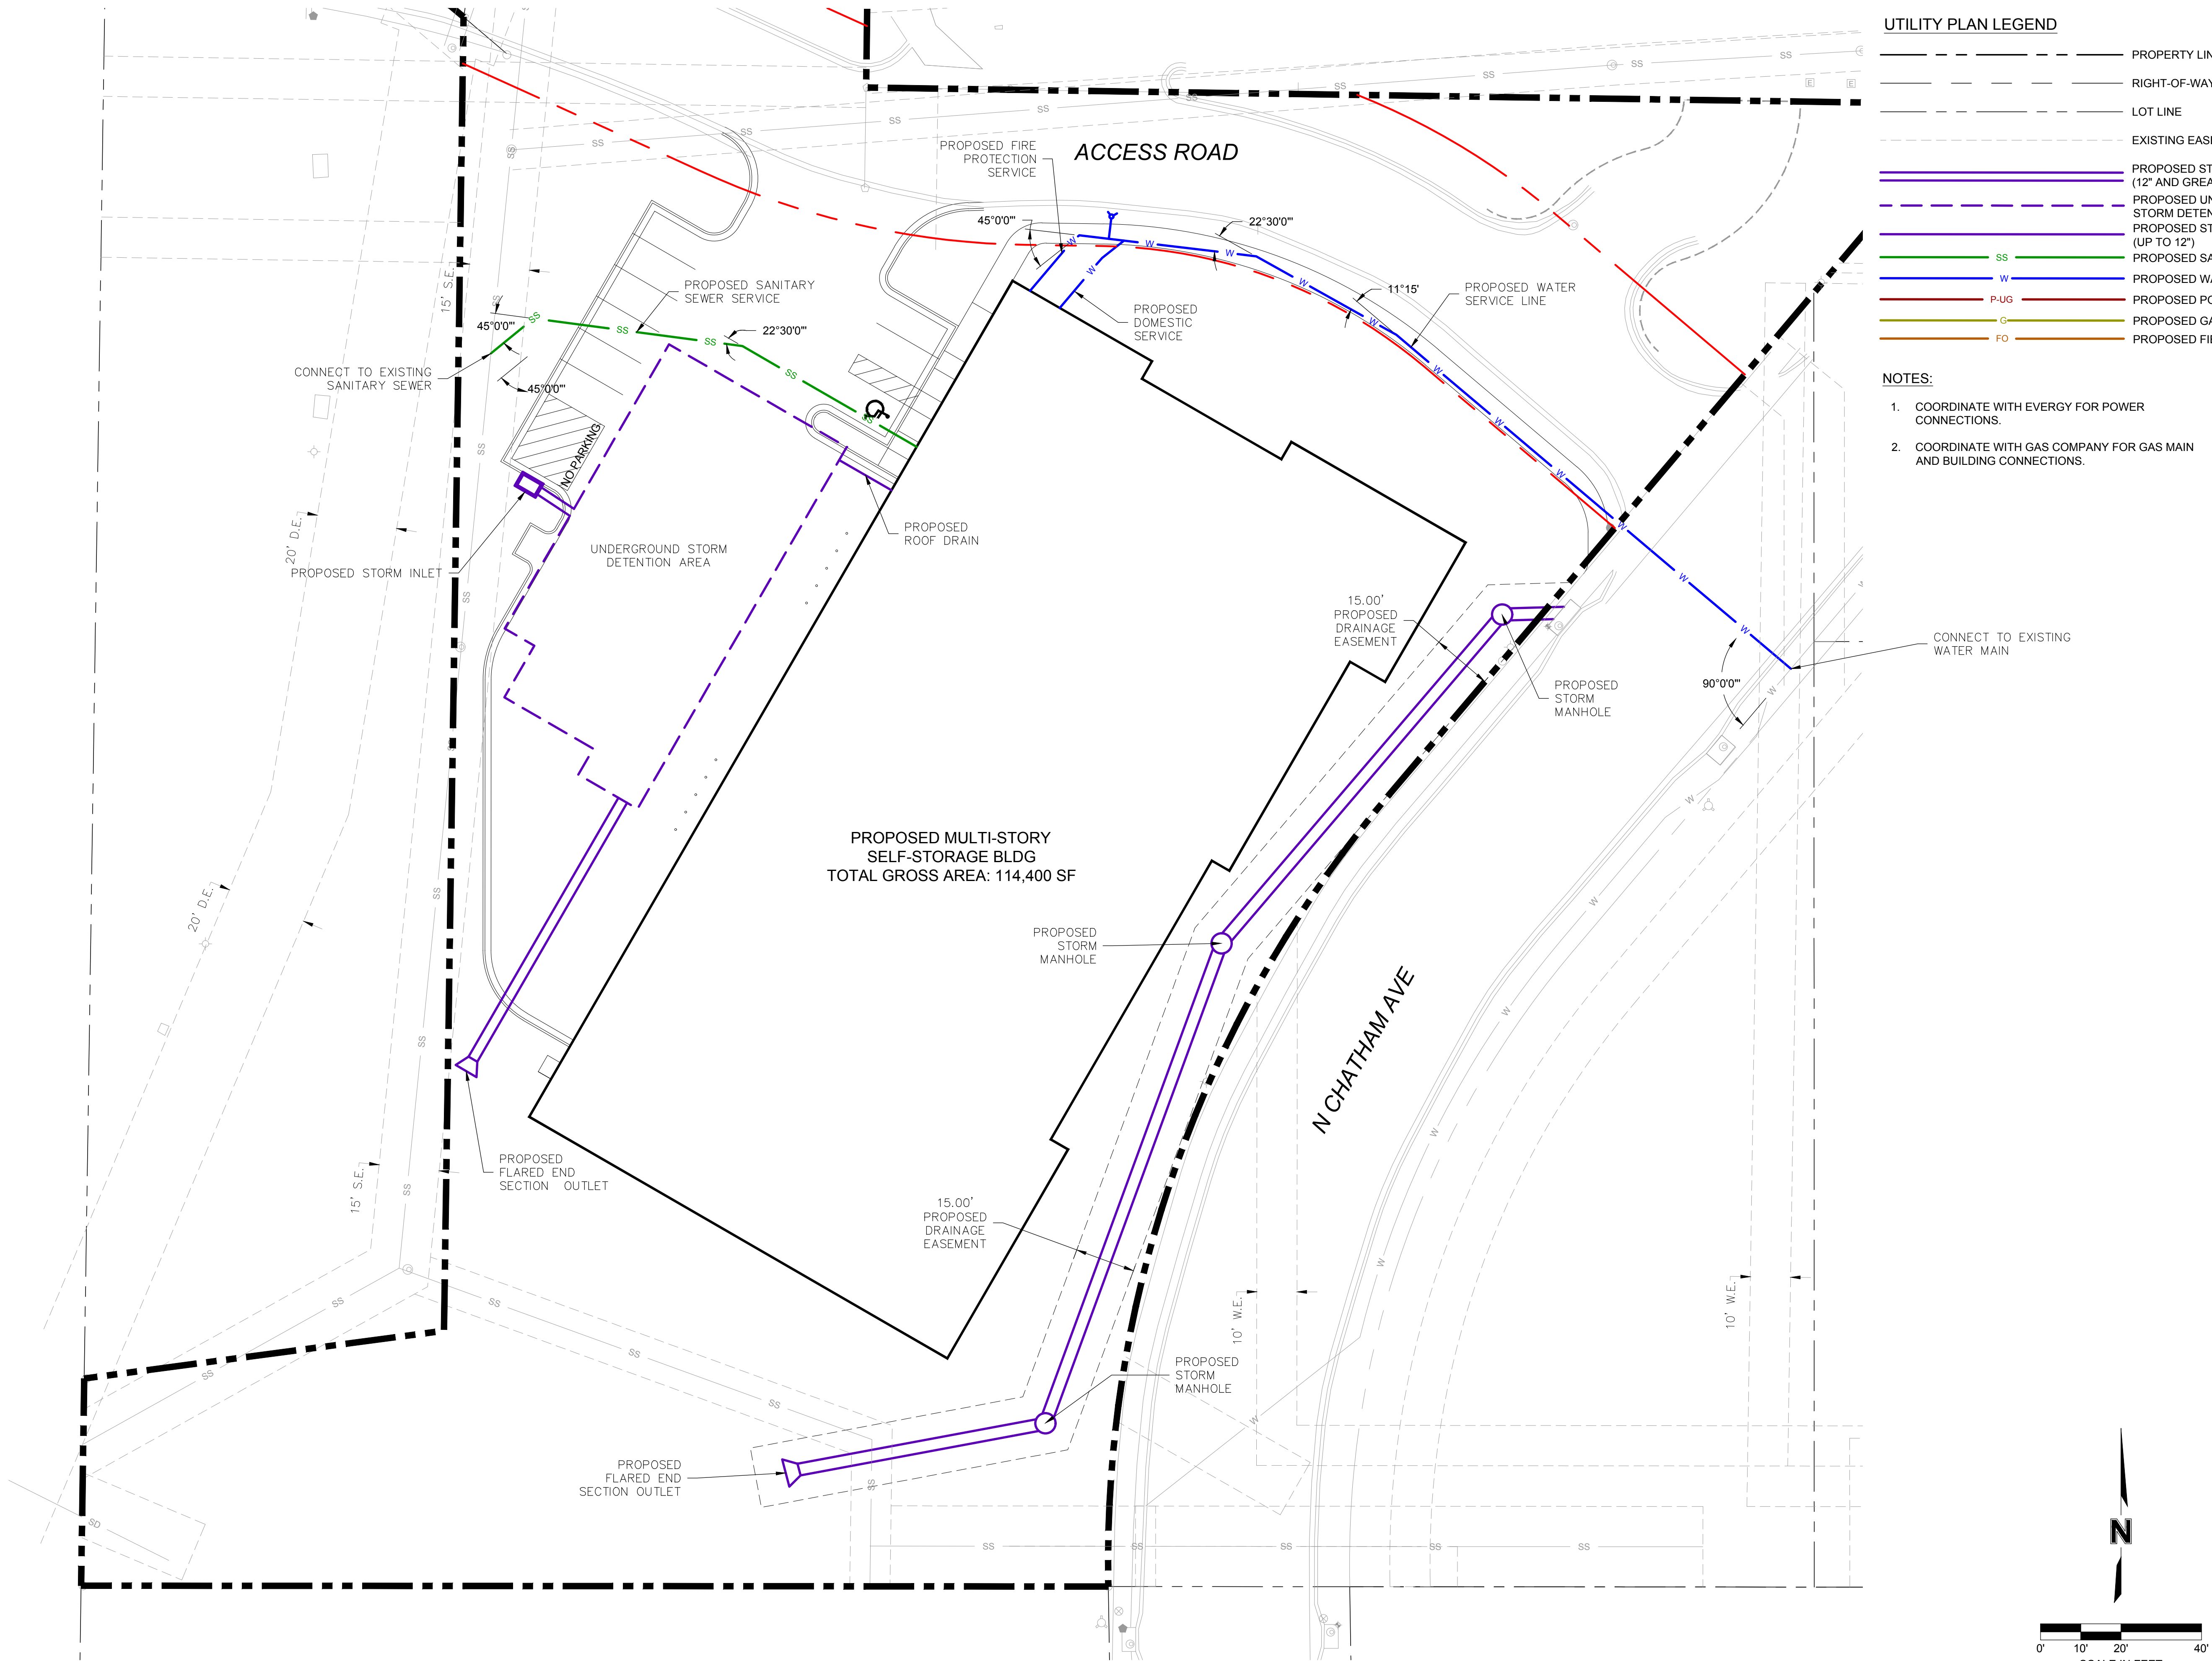 UTILITY PLAN LEGEND
PROPERTY LIN
RIGHT-OF-WAY
LOT LINE
EXISTING EAS
PROPOSED ST
(12" AND GREA
PROPOSED UN
STORM DETEN
PROPOSED ST
(UP TO 12")
SS
PROPOSED SA
W
PROPOSED WA
P-UG
PROPOSED PO
G
PROPOSED GA
FO
PROPOSED FI
NOTES:
1. COORDINATE WITH EVERGY FOR POWER
CONNECTIONS.
2. COORDINATE WITH GAS COMPANY FOR GAS MAIN
AND BUILDING CONNECTIONS.
ACCESS ROAD
PROPOSED FIRE
PROTECTION
SERVICE
45°0'0"'
22°30'0"'
11°15'
PROPOSED WATER
SERVICE LINE
PROPOSED
DOMESTIC
SERVICE
PROPOSED SANITARY
SEWER SERVICE
15' S.E.
45°0'0"'
22°30'0"'
CONNECT TO EXISTING
SANITARY SEWER
45°0'0"'
NO PARKING
PROPOSED
ROOF DRAIN
20' D.E.
UNDERGROUND STORM
DETENTION AREA
PROPOSED STORM INLET
15.00'
PROPOSED
DRAINAGE
EASEMENT
PROPOSED
STORM
MANHOLE
CONNECT TO EXISTING
WATER MAIN
90°0'0"'
PROPOSED MULTI-STORY
SELF-STORAGE BLDG
TOTAL GROSS AREA: 114,400 SF
20' D.E.
PROPOSED
STORM
MANHOLE
N CHATHAM AVE
PROPOSED
FLARED END
SECTION OUTLET
15' S.E.
15.00'
PROPOSED
DRAINAGE
EASEMENT
10' W.E.
10' W.E.
PROPOSED
STORM
MANHOLE
PROPOSED
FLARED END
SECTION OUTLET
SD
N
0' 10' 20' 40'